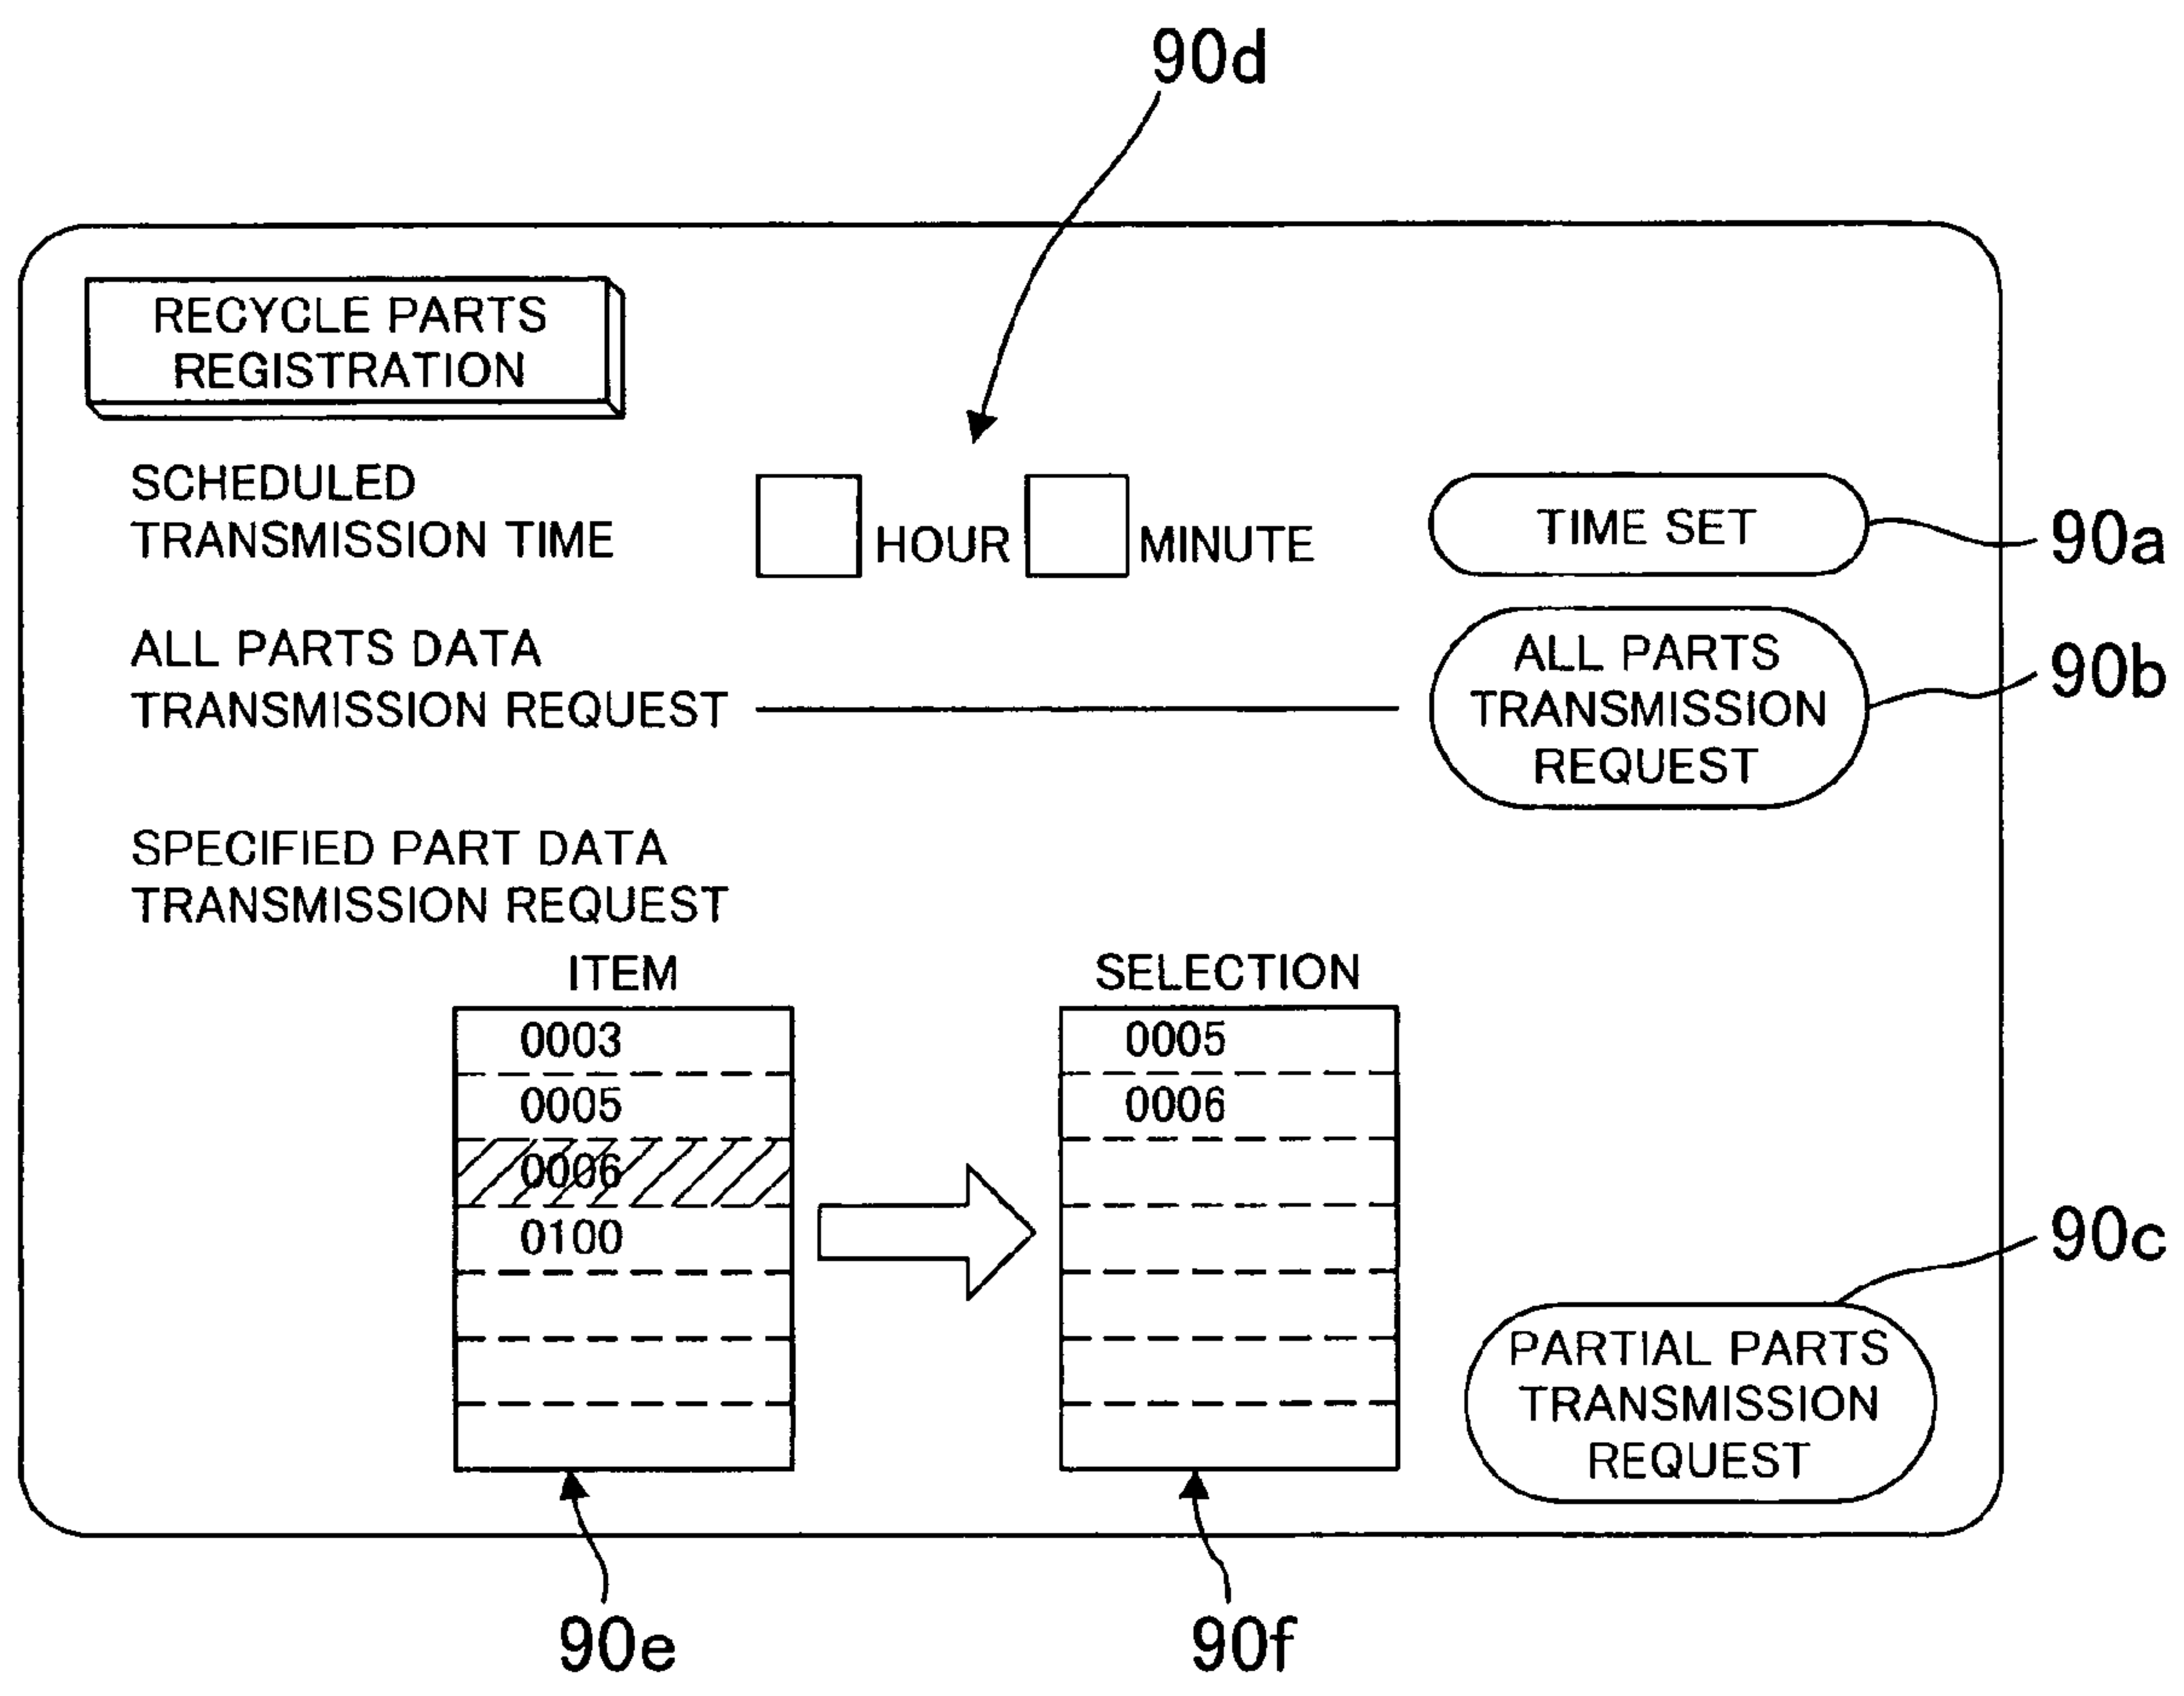 90d
RECYCLE PARTS
REGISTRATION
SCHEDULED
TRANSMISSION TIME
HOUR
MINUTE
TIME SET
90a
ALL PARTS DATA
TRANSMISSION REQUEST
ALL PARTS
TRANSMISSION
REQUEST
90b
SPECIFIED PART DATA
TRANSMISSION REQUEST
ITEM
0003
0005
0006
0100
SELECTION
0005
0006
90c
PARTIAL PARTS
TRANSMISSION
REQUEST
90e
90f